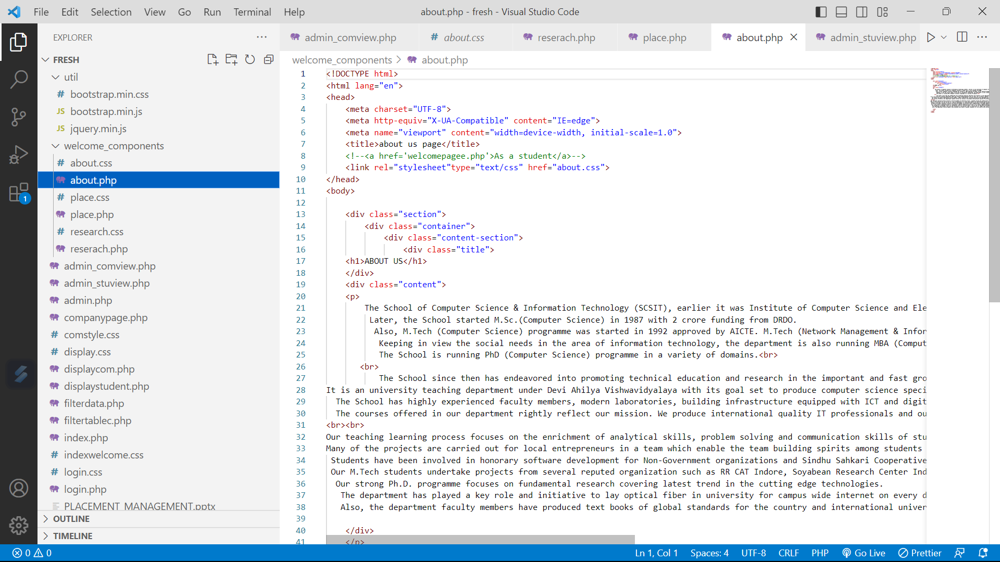 File Edit Selection View Go Run Terminal Help about.php - fresh - Visual Studio Code
EXPLORER
FRESH
util
# bootstrap.min.css
JS bootstrap.min.js
JS jquery.min.js
welcome_components
# about.css
about.php
# place.css
place.php
# research.css
reserach.php
admin_comview.php
admin_stuview.php
admin.php
companypage.php
# comstyle.css
# display.css
displaycom.php
displaystudent.php
filterdata.php
filtertablec.php
index.php
# indexwelcome.css
# login.css
login.php
PLACEMENT_MANAGEMENT.pptx
OUTLINE
TIMELINE
1
admin_comview.php # about.css reserach.php place.php about.php admin_stuview.php
welcome_components > about.php
1 <!DOCTYPE html>
2 <html lang="en">
3 <head>
4 <meta charset="UTF-8">
5 <meta http-equiv="X-UA-Compatible" content="IE=edge">
6 <meta name="viewport" content="width=device-width, initial-scale=1.0">
7 <title>about us page</title>
8 <!--<a href='welcomepagee.php'>As a student</a>-->
9 <link rel="stylesheet"type="text/css" href="about.css">
10 </head>
11 <body>
12
13 <div class="section">
14 <div class="container">
15 <div class="content-section">
16 <div class="title">
17 <h1>ABOUT US</h1>
18 </div>
19 <div class="content">
20 <p>
21 The School of Computer Science & Information Technology (SCSIT), earlier it was Institute of Computer Science and Ele
22 Later, the School started M.Sc.(Computer Science) in 1987 with 2 crore funding from DRDO.
23 Also, M.Tech (Computer Science) programme was started in 1992 approved by AICTE. M.Tech (Network Management & Infor
24 Keeping in view the social needs in the area of information technology, the department is also running MBA (Comput
25 The School is running PhD (Computer Science) programme in a variety of domains.<br>
26 <br>
27 The School since then has endeavored into promoting technical education and research in the important and fast gro
28 It is an university teaching department under Devi Ahilya Vishwavidyalaya with its goal set to produce computer science speci
29 The School has highly experienced faculty members, modern laboratories, building infrastructure equipped with ICT and digit
30 The courses offered in our department rightly reflect our mission. We produce international quality IT professionals and ou
31 <br><br>
32 Our teaching learning process focuses on the enrichment of analytical skills, problem solving and communication skills of stu
33 Many of the projects are carried out for local entrepreneurs in a team which enable the team building spirits among students
34 Students have been involved in honorary software development for Non-Government organizations and Sindhu Sahkari Cooperative
35 Our M.Tech students undertake projects from several reputed organization such as RR CAT Indore, Soyabean Research Center Ind
36 Our strong Ph.D. programme focuses on fundamental research covering latest trend in the cutting edge technologies.
37 The department has played a key role and initiative to lay optical fiber in university for campus wide internet on every d
38 Also, the department faculty members have produced text books of global standards for the country and international univer
39
40 </div>
41 </p>
0 0 Ln 1, Col 1 Spaces: 4 UTF-8 CRLF PHP Go Live Prettier